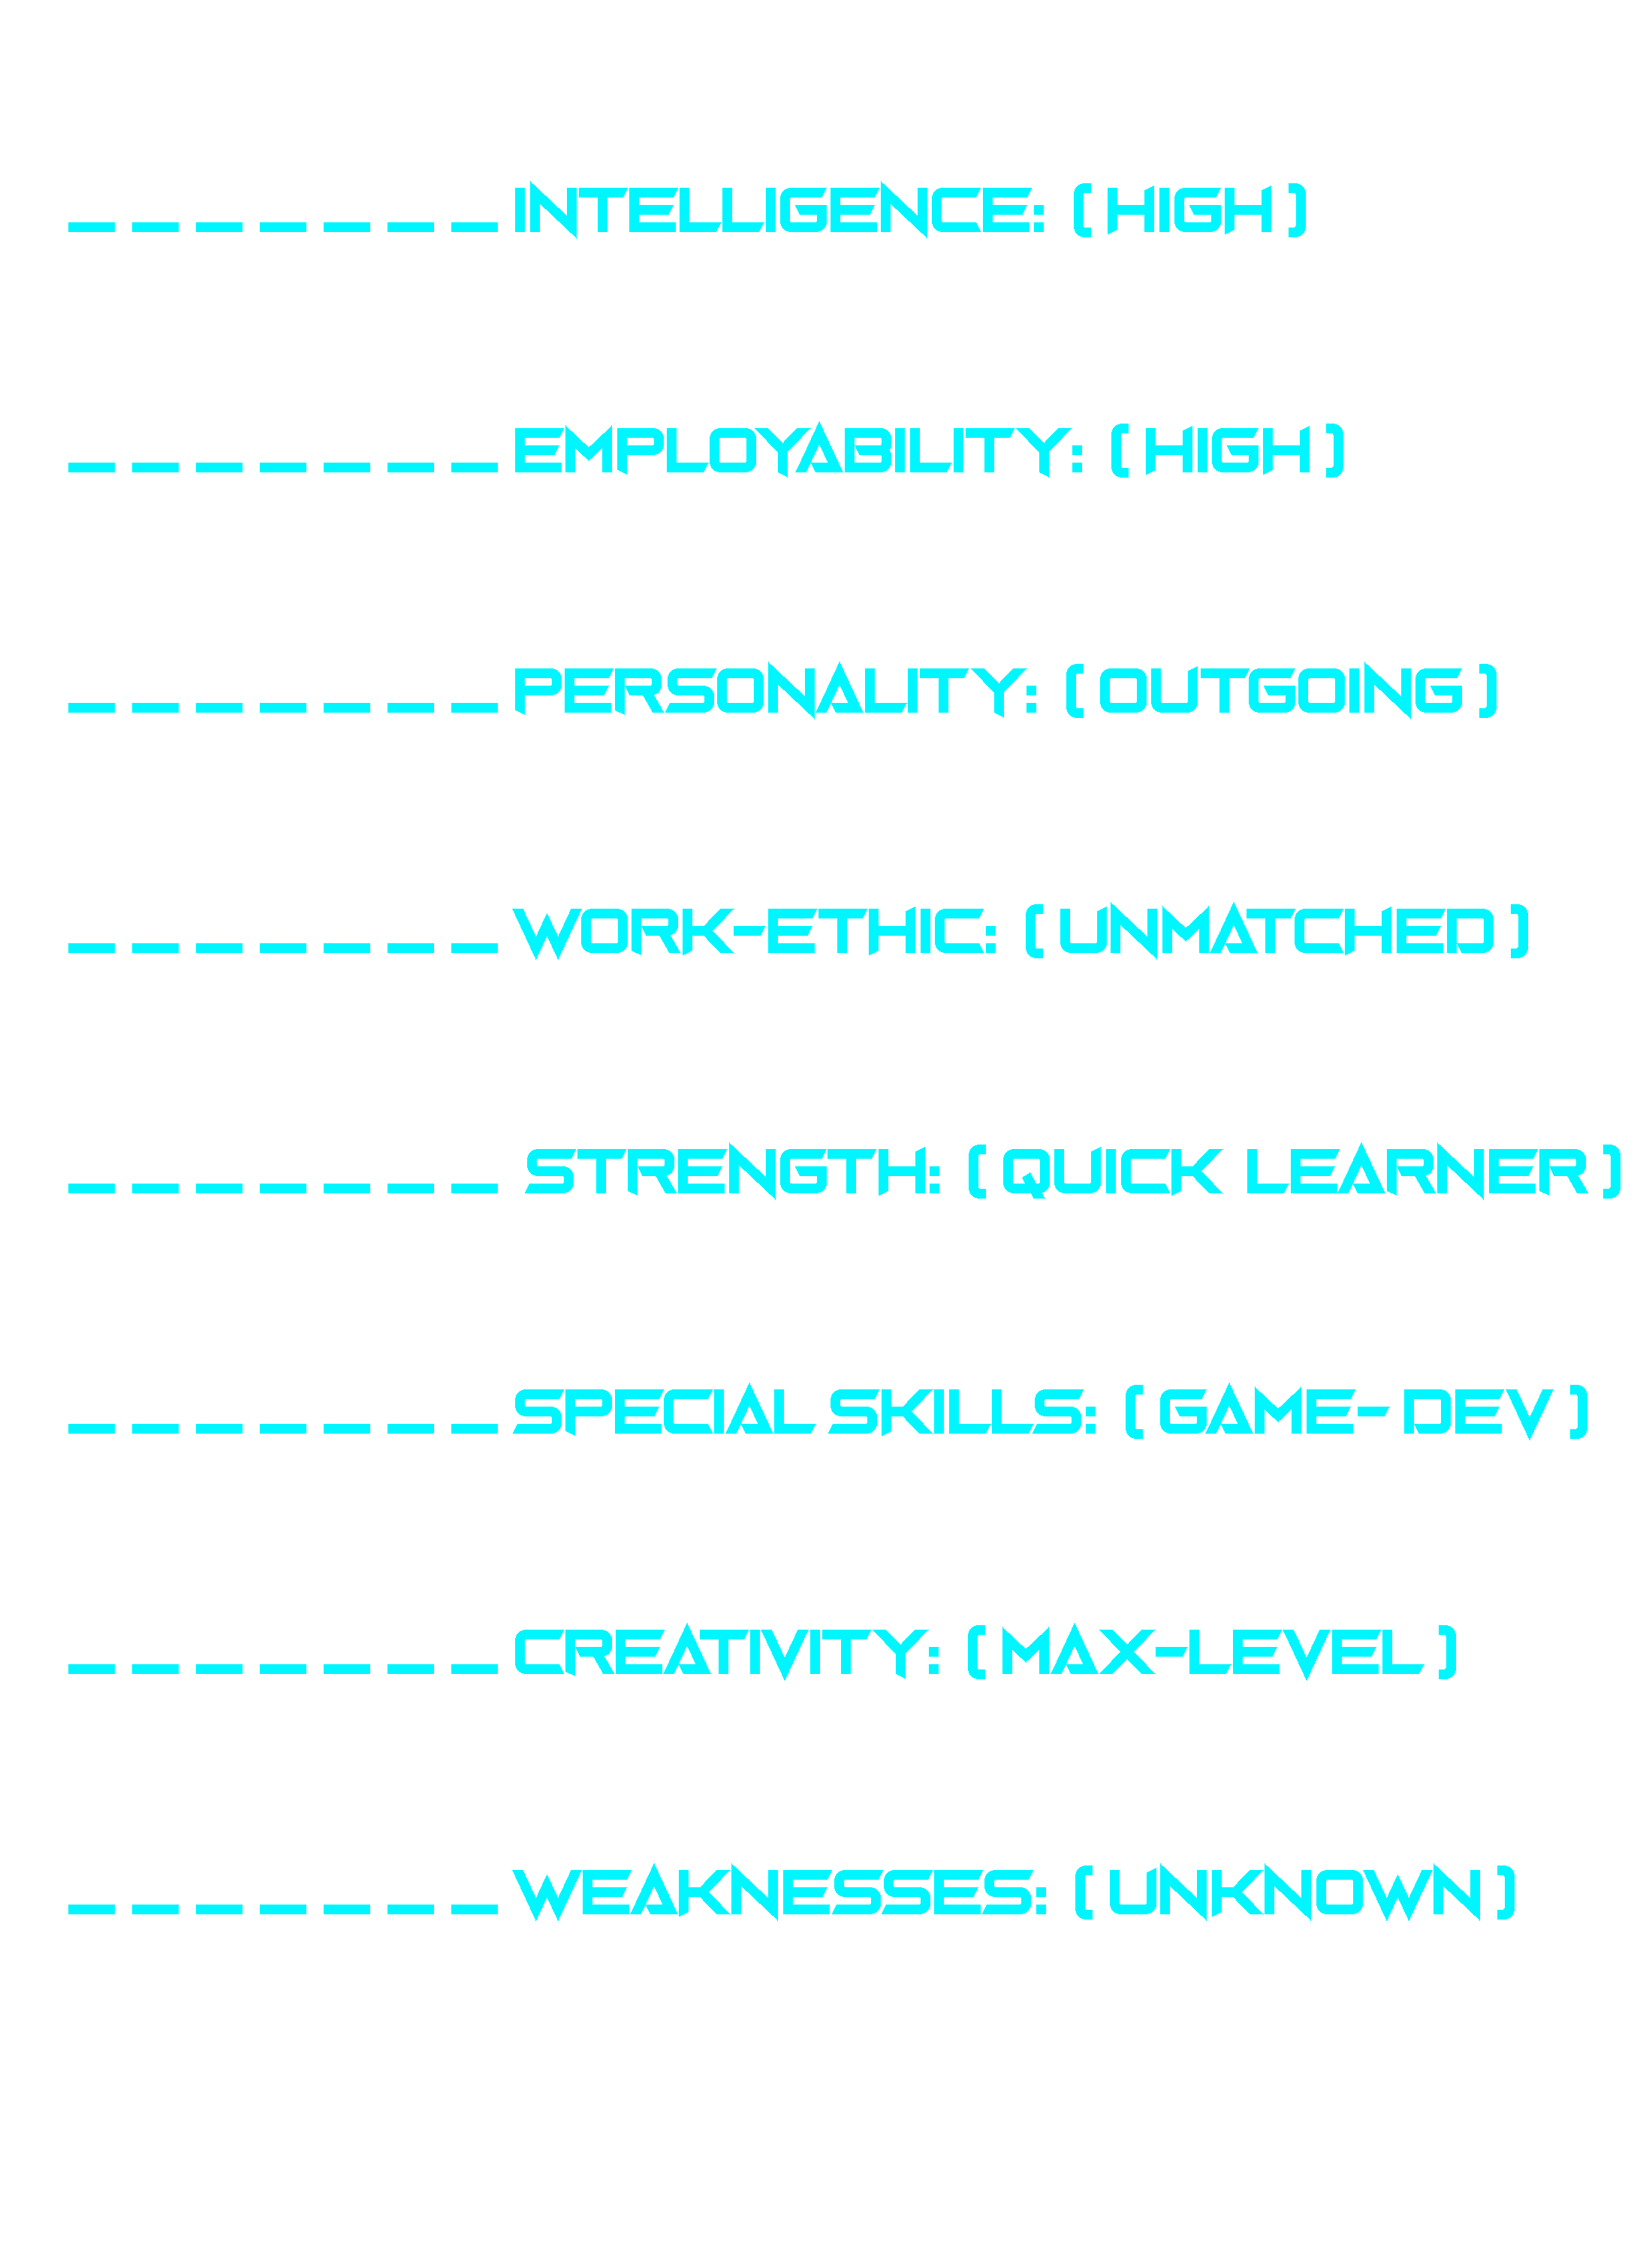 _ _ _ _ _ _ _ INTELLIGENCE: ( HIGH )
_ _ _ _ _ _ _ EMPLOYABILITY: ( HIGH )
_ _ _ _ _ _ _ PERSONALITY: ( OUTGOING )
_ _ _ _ _ _ _ WORK-ETHIC: ( UNMATCHED )
_ _ _ _ _ _ _ STRENGTH: ( QUICK LEARNER )
_ _ _ _ _ _ _ SPECIAL SKILLS: ( GAME- DEV )
_ _ _ _ _ _ _ CREATIVITY: ( MAX-LEVEL )
_ _ _ _ _ _ _ WEAKNESSES: ( UNKNOWN )